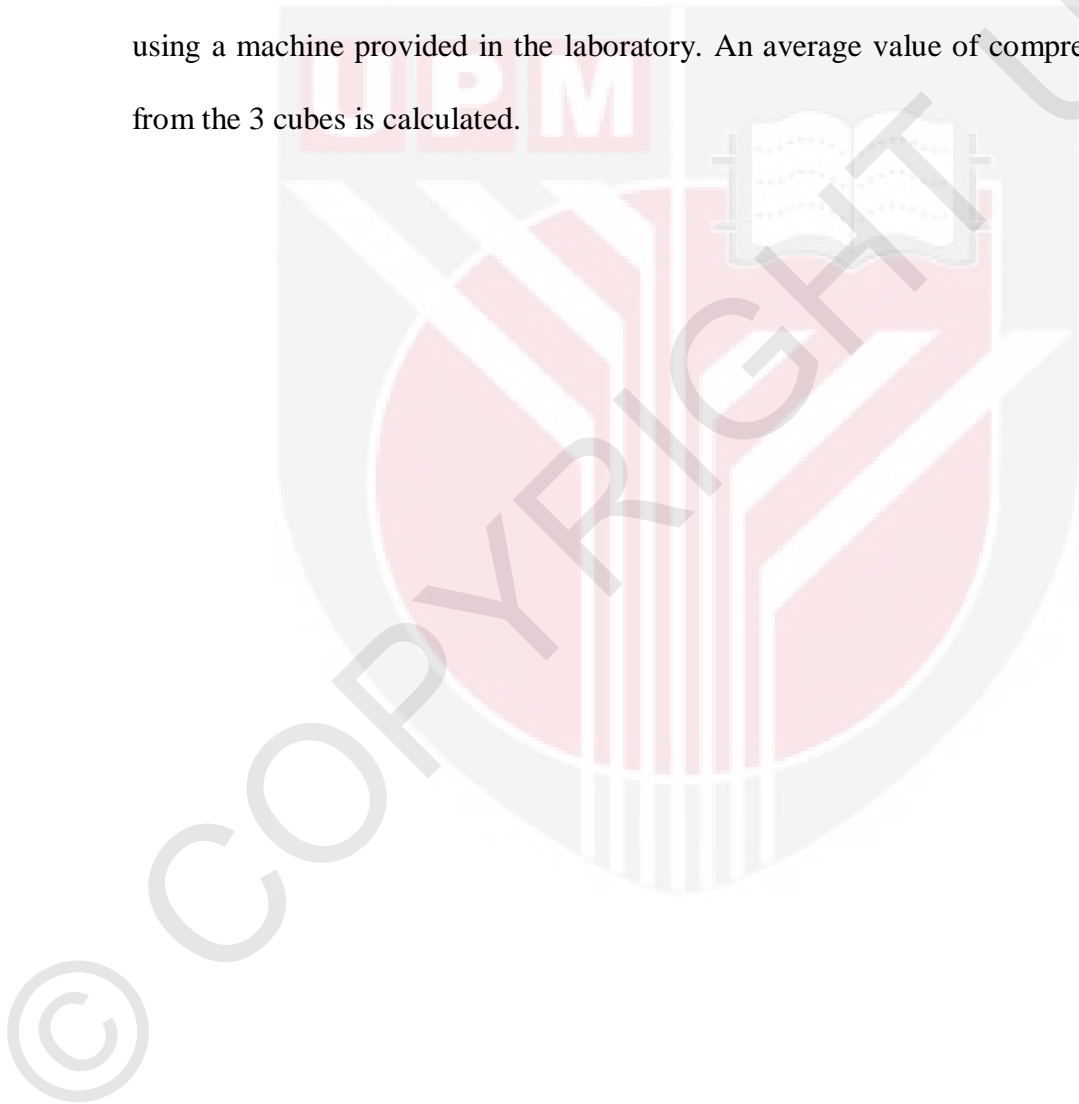 using a machine provided in the laboratory. An average value of compre
from the 3 cubes is calculated.
UPM
© COPYRIGHT U